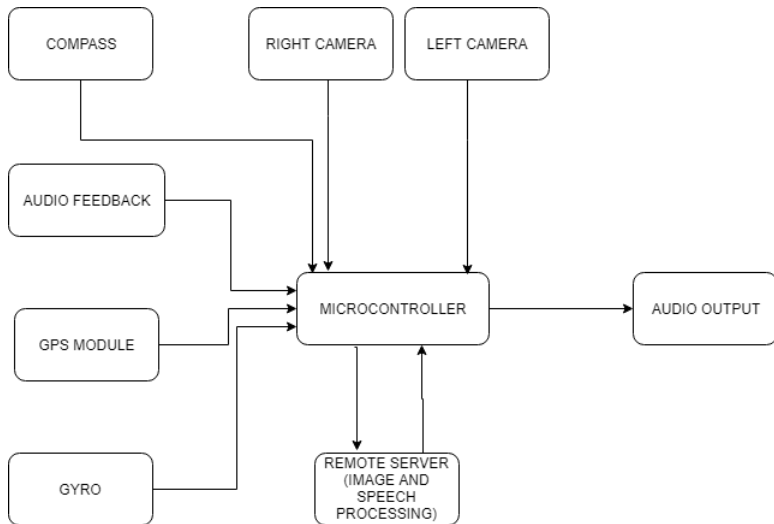 COMPASS
RIGHT CAMERA
LEFT CAMERA
AUDIO FEEDBACK
MICROCONTROLLER
AUDIO OUTPUT
GPS MODULE
GYRO
REMOTE SERVER
(IMAGE AND
SPEECH
PROCESSING)